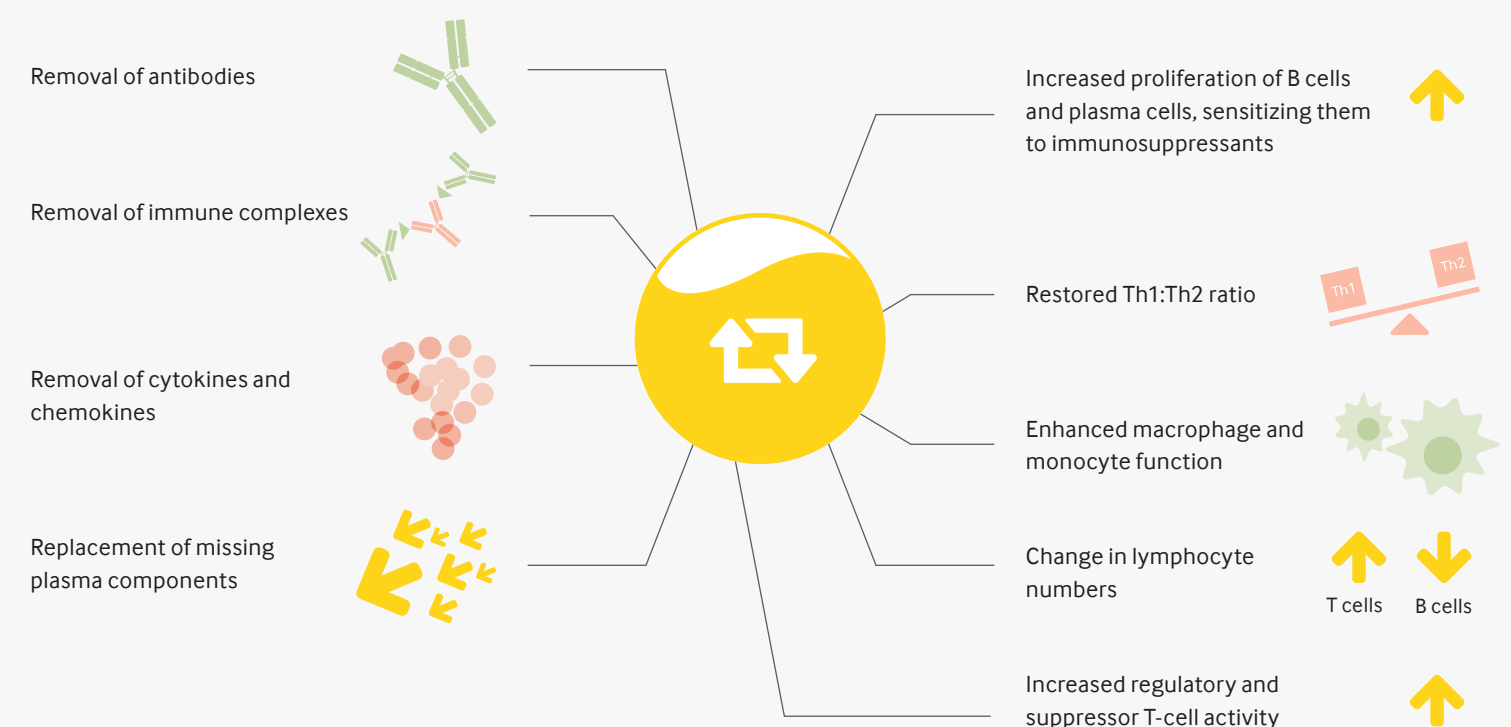 Removal of antibodies
Removal of immune complexes
Removal of cytokines and
chemokines
Replacement of missing
plasma components
Increased proliferation of B cells
and plasma cells, sensitizing them
to immunosuppressants
Restored Th1:Th2 ratio
Th1
Th2
Enhanced macrophage and
monocyte function
Change in lymphocyte
numbers
T cells
B cells
Increased regulatory and
suppressor T-cell activity